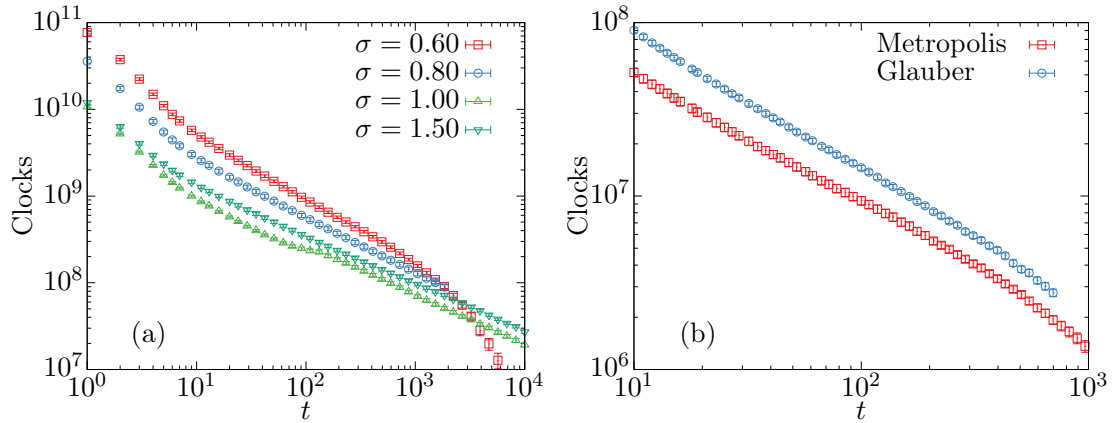 10^11
10^10
10^9
10^8
10^7
Clocks
σ = 0.60
σ = 0.80
σ = 1.00
σ = 1.50
(a)
10^0
10^1
10^2
10^3
10^4
t
10^8
10^7
10^6
Clocks
Metropolis
Glauber
(b)
10^1
10^2
10^3
t